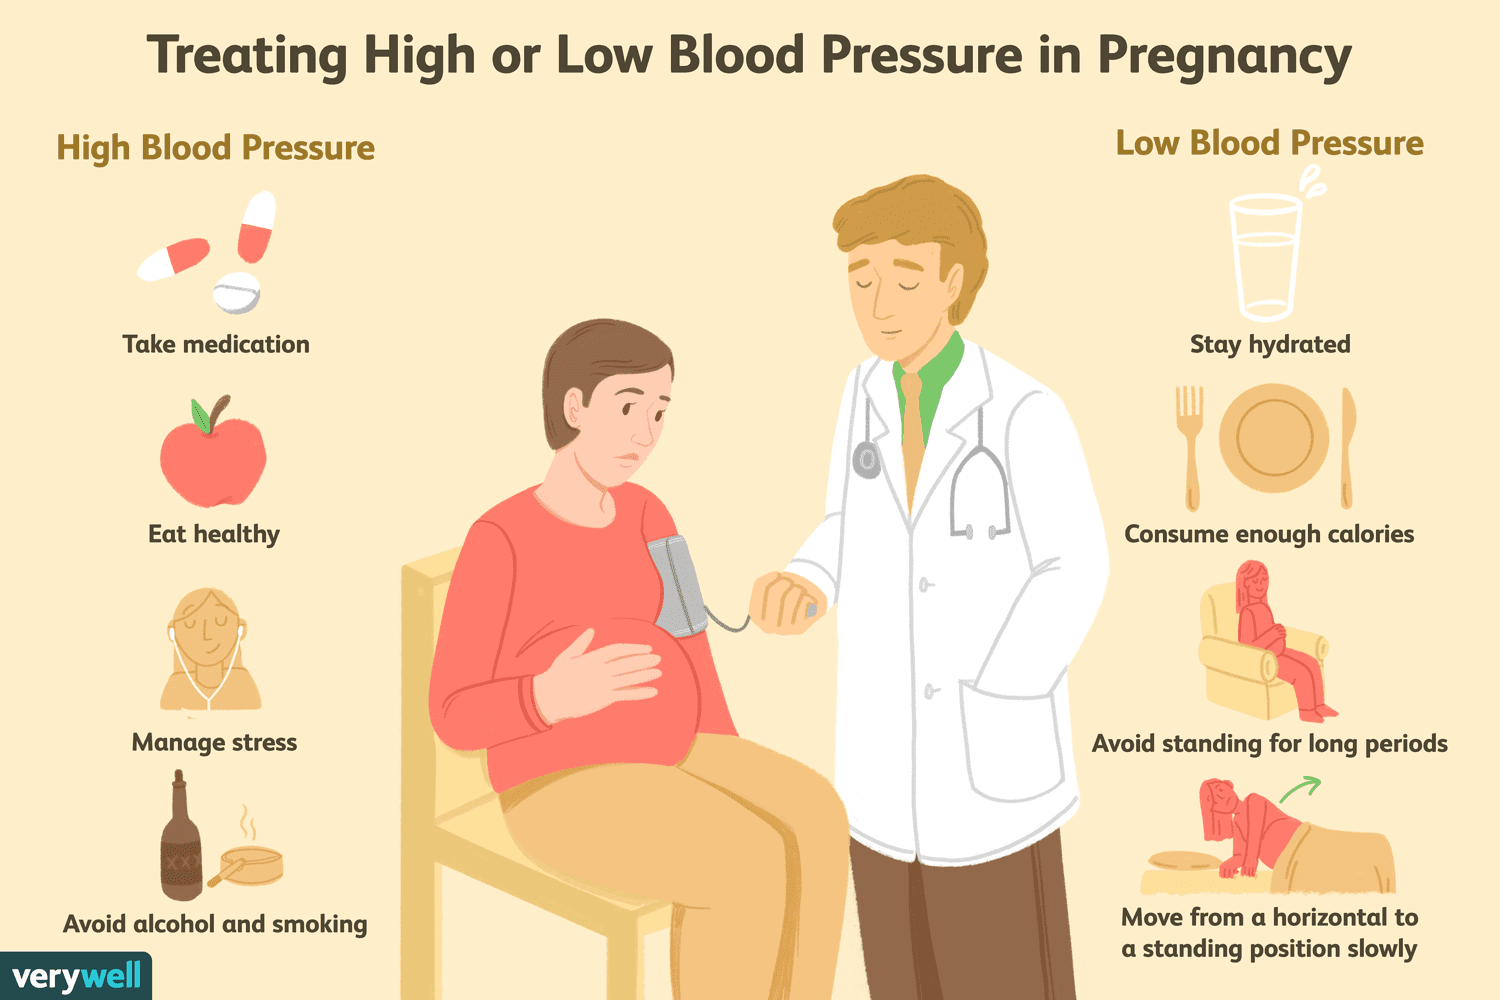 Treating High or Low Blood Pressure in Pregnancy
High Blood Pressure
Take medication
Eat healthy
Manage stress
XXX
Avoid alcohol and smoking
Low Blood Pressure
Stay hydrated
Consume enough calories
Avoid standing for long periods
Move from a horizontal to
a standing position slowly
verywell